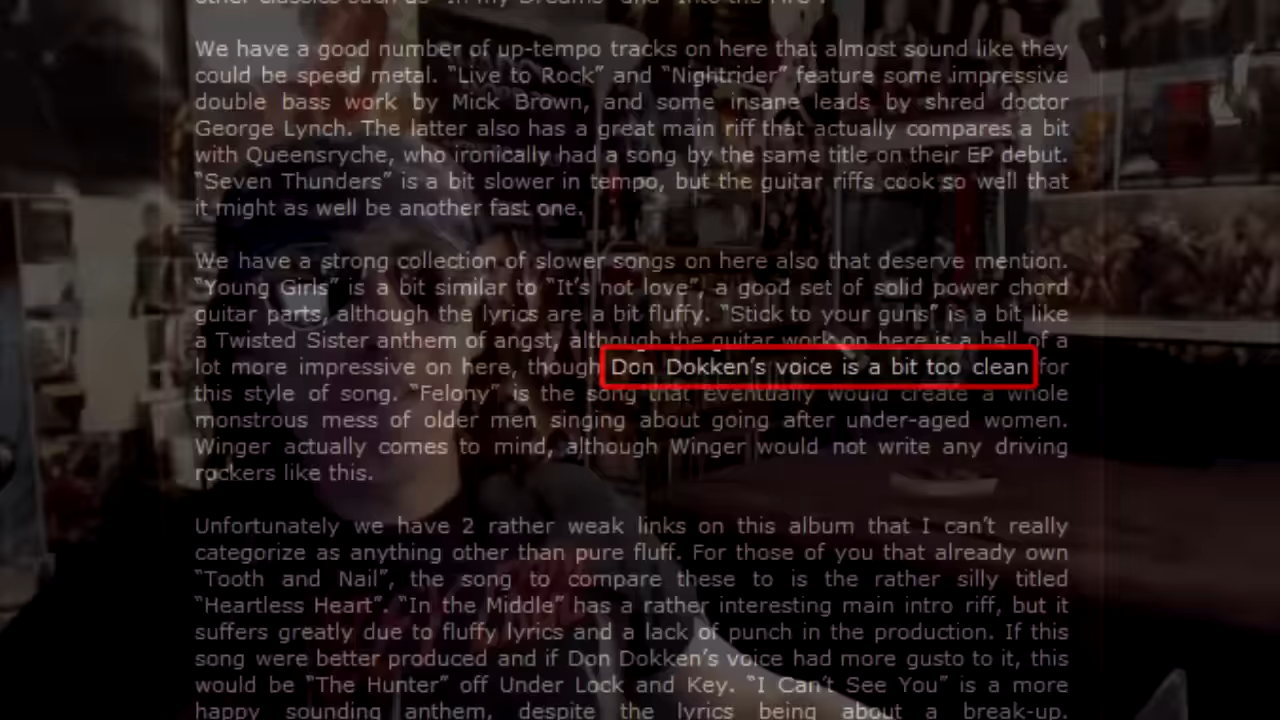 other classics such as "In my Dreams" and "Into the Fire".
We have a good number of up-tempo tracks on here that almost sound like they
could be speed metal. “Live to Rock” and “Nightrider” feature some impressive
double bass work by Mick Brown, and some insane leads by shred doctor
George Lynch. The latter also has a great main riff that actually compares a bit
with Queensryche, who ironically had a song by the same title on their EP debut.
“Seven Thunders” is a bit slower in tempo, but the guitar riffs cook so well that
it might as well be another fast one.
We have a strong collection of slower songs on here also that deserve mention.
“Young Girls” is a bit similar to “It’s not love”, a good set of solid power chord
guitar parts, although the lyrics are a bit fluffy. “Stick to your guns” is a bit like
a Twisted Sister anthem of angst, although the guitar work on here is a hell of a
lot more impressive on here, though Don Dokken’s voice is a bit too clean for
this style of song. “Felony” is the song that eventually would create a whole
monstrous mess of older men singing about going after under-aged women.
Winger actually comes to mind, although Winger would not write any driving
rockers like this.
Unfortunately we have 2 rather weak links on this album that I can’t really
categorize as anything other than pure fluff. For those of you that already own
“Tooth and Nail”, the song to compare these to is the rather silly titled
“Heartless Heart”. “In the Middle” has a rather interesting main intro riff, but it
suffers greatly due to fluffy lyrics and a lack of punch in the production. If this
song were better produced and if Don Dokken’s voice had more gusto to it, this
would be “The Hunter” off Under Lock and Key. “I Can’t See You” is a more
happy sounding anthem, despite the lyrics being about a break-up.